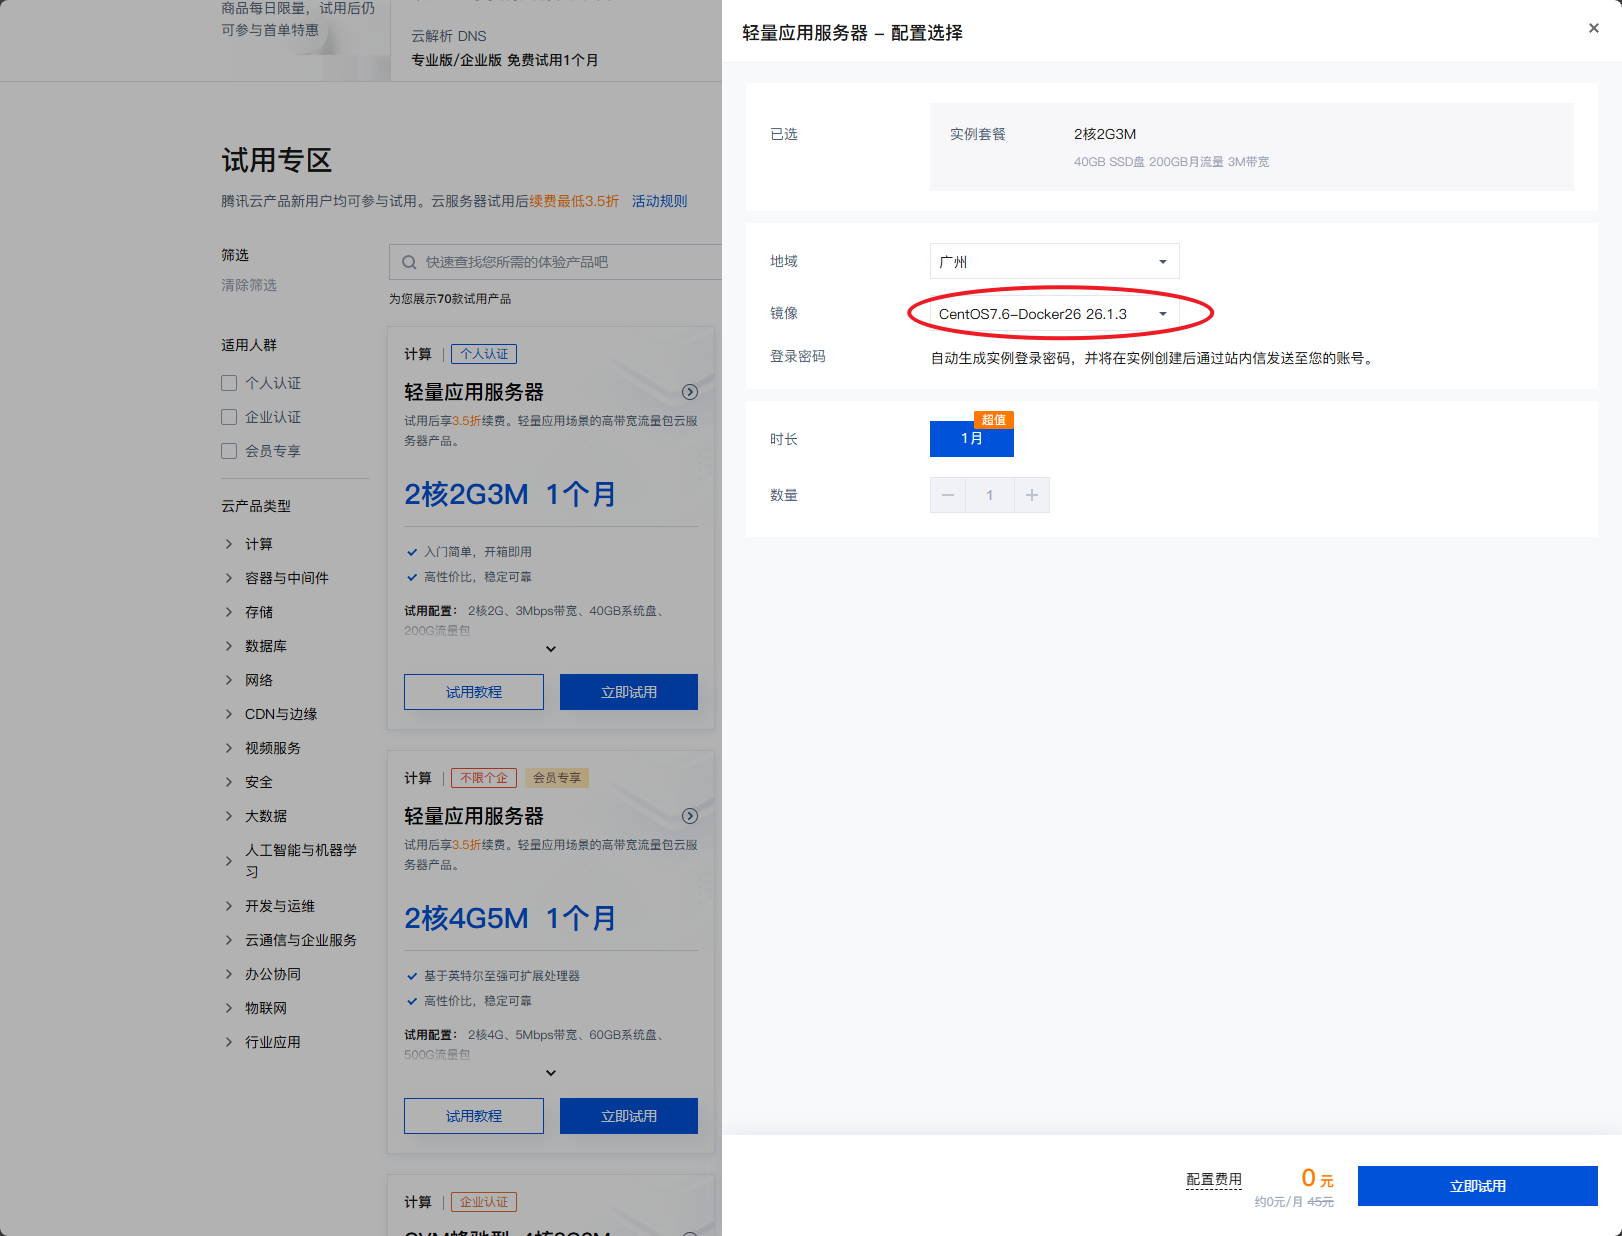 商品每日限量，试用后仍
可参与首单特惠
云解析 DNS
专业版/企业版 免费试用1个月
试用专区
腾讯云产品新用户均可参与试用。云服务器试用后续费最低3.5折 活动规则
筛选
清除筛选
快速查找您所需的体验产品吧
为您展示70款试用产品
适用人群
个人认证
企业认证
会员专享
云产品类型
计算
容器与中间件
存储
数据库
网络
CDN与边缘
视频服务
安全
大数据
人工智能与机器学
习
开发与运维
云通信与企业服务
办公协同
物联网
行业应用
计算 个人认证
轻量应用服务器
试用后享3.5折续费。轻量应用场景的高带宽流量包云服
务器产品。
2核2G3M 1个月
入门简单，开箱即用
高性价比，稳定可靠
试用配置： 2核2G、3Mbps带宽、40GB系统盘、
200G流量包
试用教程 立即试用
计算 不限个企 会员专享
轻量应用服务器
试用后享3.5折续费。轻量应用场景的高带宽流量包云服
务器产品。
2核4G5M 1个月
基于英特尔至强可扩展处理器
高性价比，稳定可靠
试用配置： 2核4G、5Mbps带宽、60GB系统盘、
500G流量包
试用教程 立即试用
计算 企业认证
轻量应用服务器 – 配置选择
已选
实例套餐 2核2G3M
40GB SSD盘 200GB月流量 3M带宽
地域 广州
镜像 CentOS7.6-Docker26 26.1.3
登录密码 自动生成实例登录密码，并将在实例创建后通过站内信发送至您的账号。
超值
时长 1月
数量 1
配置费用 0 元
约0元/月 45元
立即试用